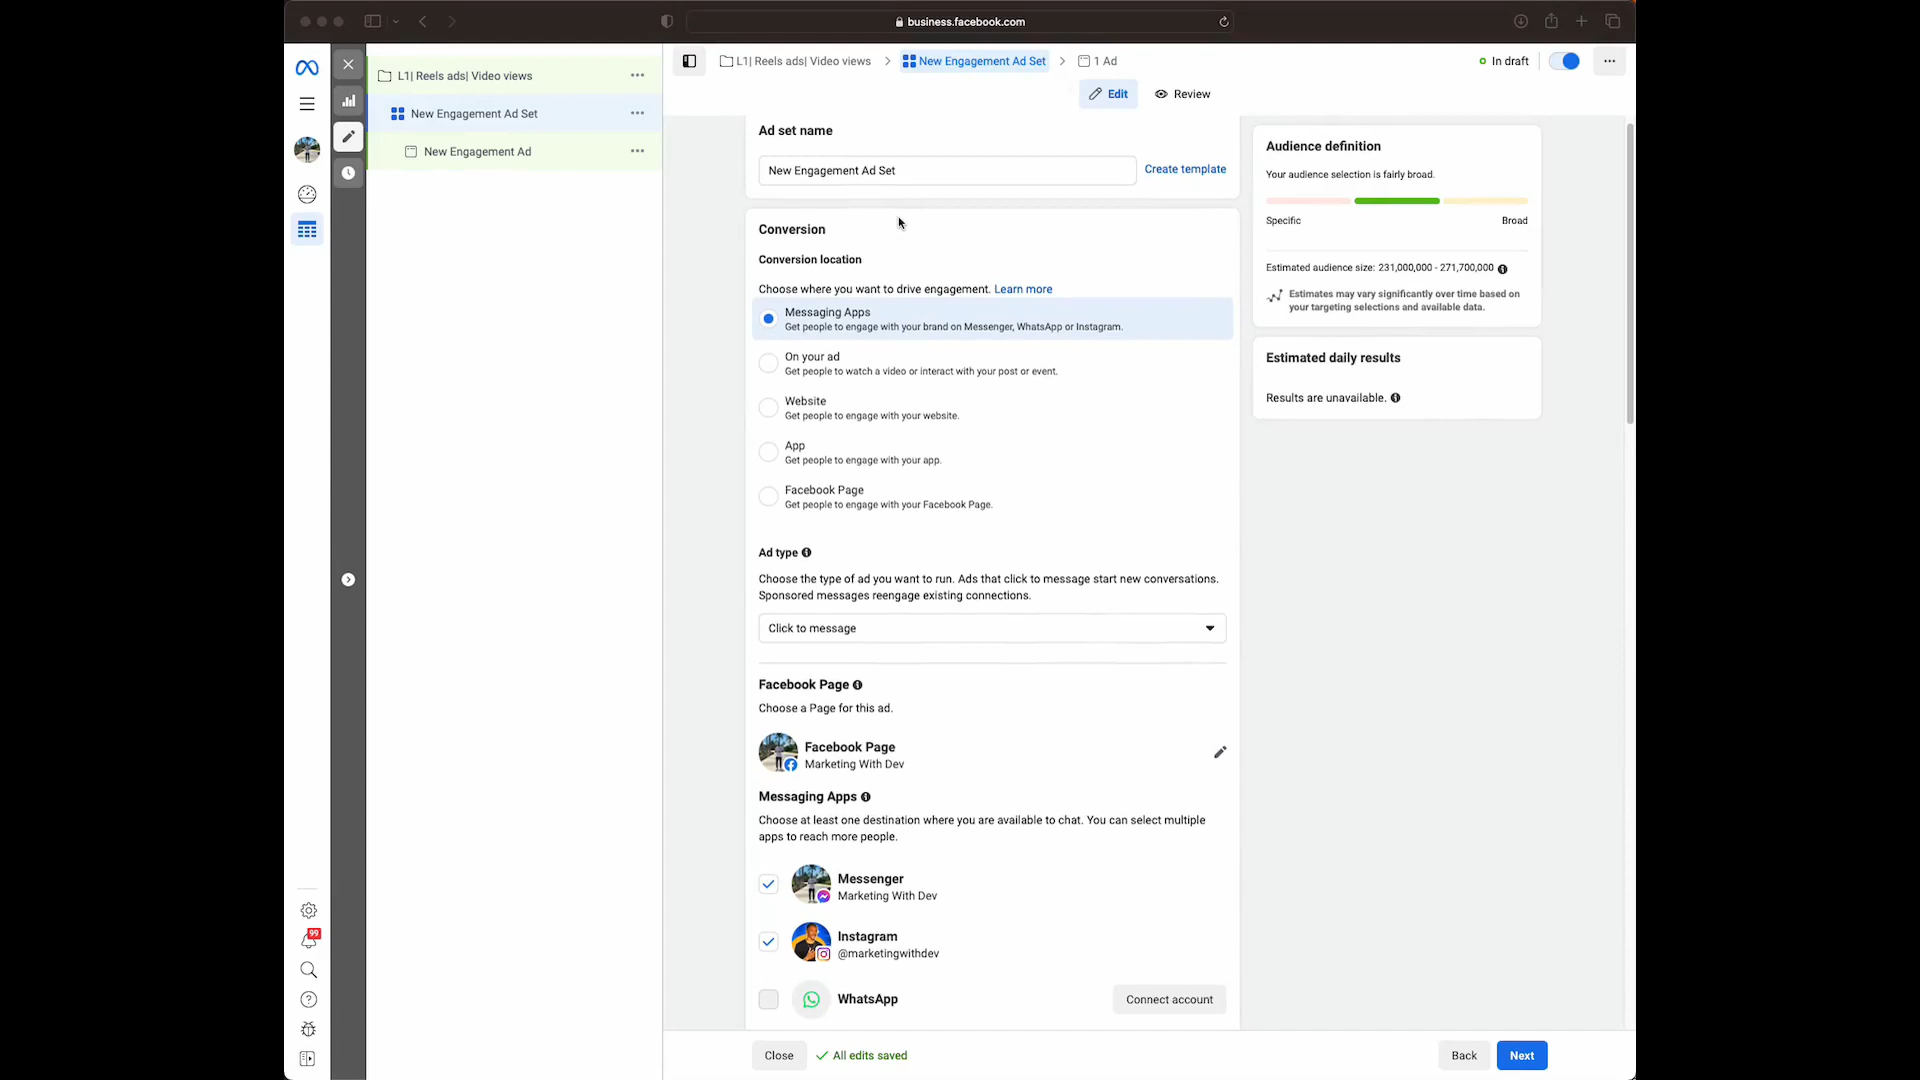 business.facebook.com
L1| Reels ads| Video views
New Engagement Ad Set
New Engagement Ad
99
L1| Reels ads| Video views
New Engagement Ad Set
1 Ad
In draft
Edit
Review
Ad set name
New Engagement Ad Set
Create template
Conversion
Conversion location
Choose where you want to drive engagement. Learn more
Messaging Apps
Get people to engage with your brand on Messenger, WhatsApp or Instagram.
On your ad
Get people to watch a video or interact with your post or event.
Website
Get people to engage with your website.
App
Get people to engage with your app.
Facebook Page
Get people to engage with your Facebook Page.
Ad type
Choose the type of ad you want to run. Ads that click to message start new conversations.
Sponsored messages reengage existing connections.
Click to message
Facebook Page
Choose a Page for this ad.
Facebook Page
Marketing With Dev
Messaging Apps
Choose at least one destination where you are available to chat. You can select multiple
apps to reach more people.
Messenger
Marketing With Dev
Instagram
@marketingwithdev
WhatsApp
Connect account
Audience definition
Your audience selection is fairly broad.
Specific
Broad
Estimated audience size: 231,000,000 - 271,700,000
Estimates may vary significantly over time based on
your targeting selections and available data.
Estimated daily results
Results are unavailable.
Close
All edits saved
Back
Next